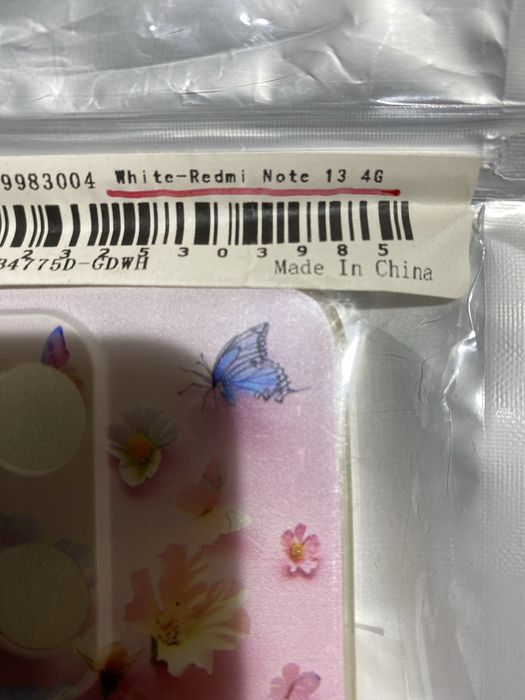 9983004 White-Redmi Note 13 4G
2 3 2 5 3 0 3 9 8 5
34775D-GDWH
Made In China